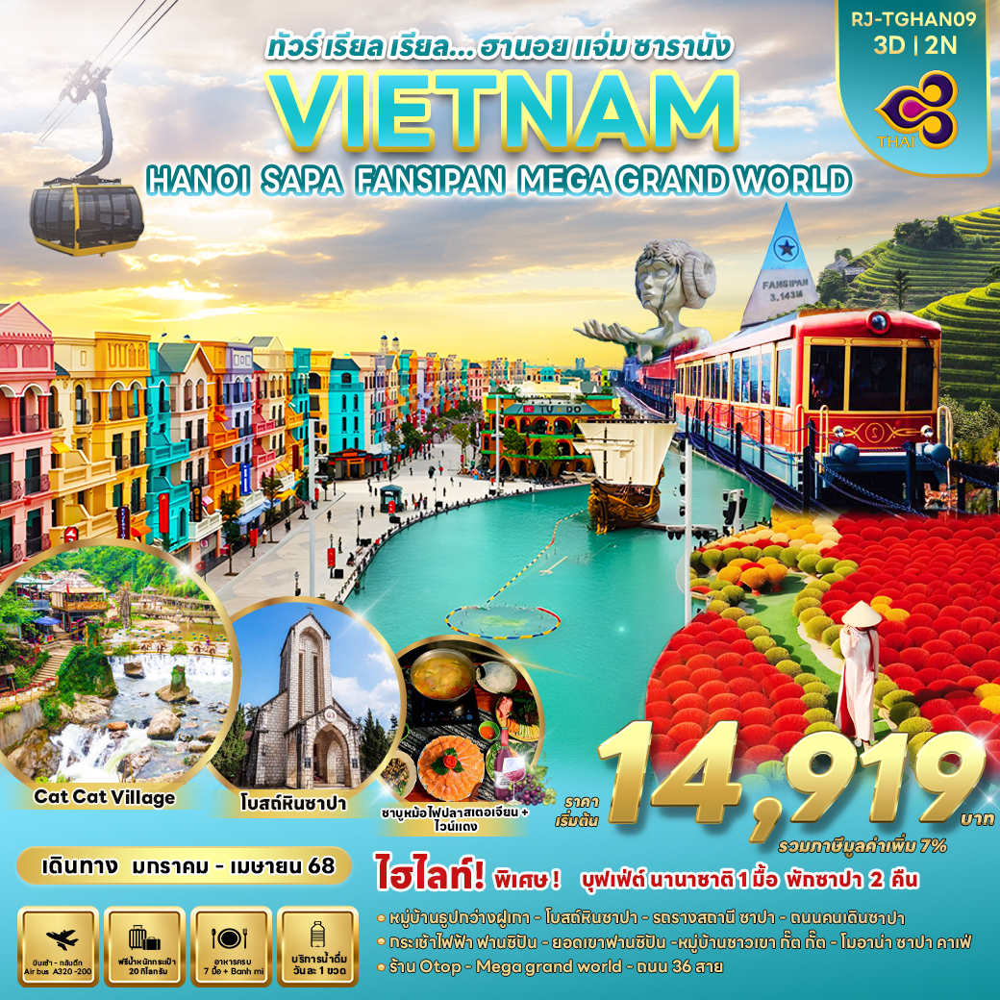 RJ-TGHAN09
3D | 2N
THAI
ทัวร์ เรียล เรียล... ฮานอย แจ่ม ซารานัง
VIETNAM
HANOI SAPA FANSIPAN MEGA GRAND WORLD
FANSIPAN
3.143M
TU DO
2
Cat Cat Village
โบสถ์หินซาปา
ชาบูหม้อไฟปลาสเตอเจียน +
ไวน์แดง
ราคา
เริ่มต้น
14,919
บาท
รวมภาษีมูลค่าเพิ่ม 7%
เดินทาง มกราคม - เมษายน 68
ไฮไลท์! พิเศษ! บุฟเฟ่ต์ นานาชาติ 1 มื้อ พักซาปา 2 คืน
• หมู่บ้านธูปกว่างฝูเกา - โบสถ์หินซาปา - รถรางสถานี ซาปา - ถนนคนเดินซาปา
• กระเช้าไฟฟ้า ฟานซิปัน - ยอดเขาฟานซิปัน -หมู่บ้านชาวเขา กั๊ต กั๊ต - โมอาน่า ซาปา คาเฟ่
• ร้าน Otop - Mega grand world - ถนน 36 สาย
บินเช้า - กลับดึก
Air bus A320 -200
ฟรีน้ำหนักกระเป๋า
20 กิโลกรัม
อาหารครบ
7 มื้อ + Banh mi
บริการน้ำดื่ม
วันละ 1 ขวด